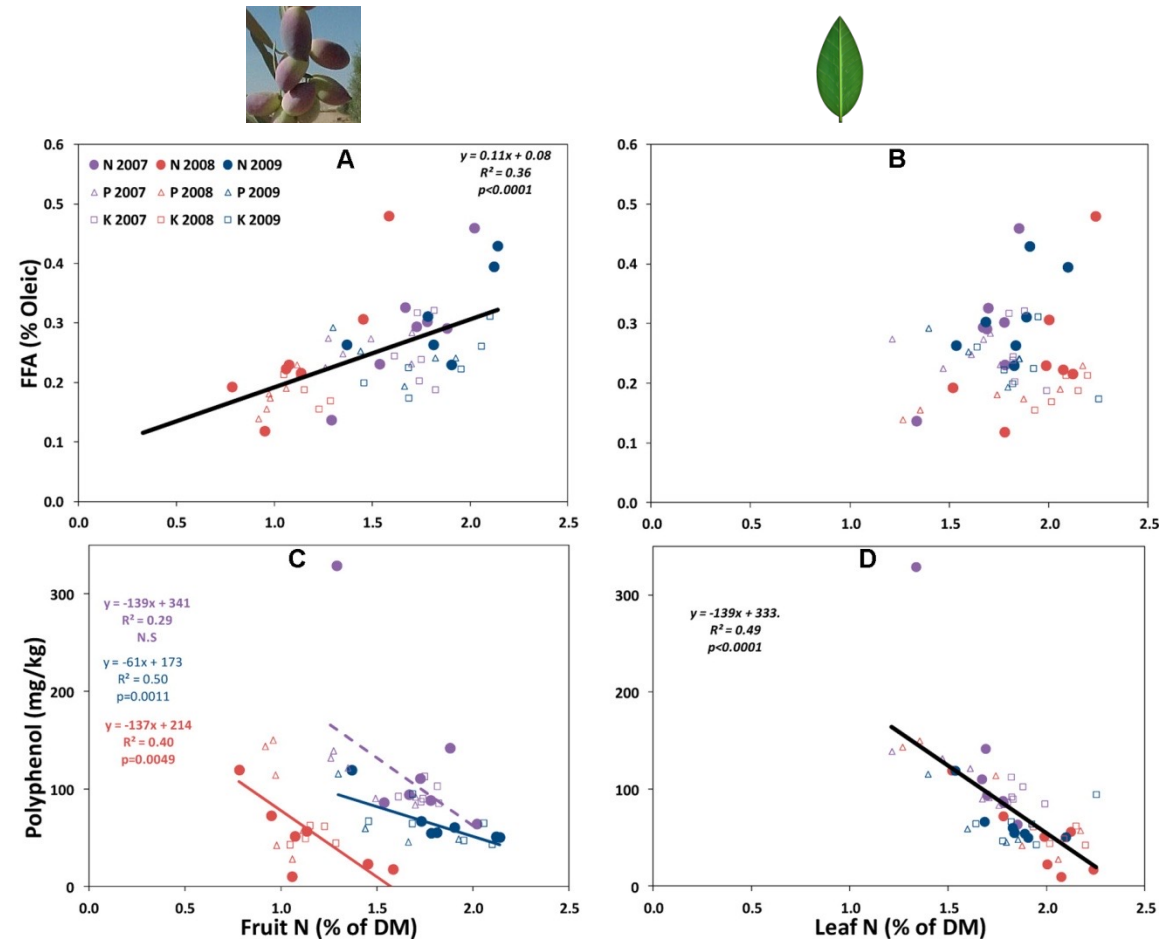 A
B
0.6
0.5
0.4
0.3
0.2
0.1
0.0
FFA (% Oleic)
N 2007 N 2008 N 2009
P 2007 P 2008 P 2009
K 2007 K 2008 K 2009
y = 0.11x + 0.08
R² = 0.36
p<0.0001
0.0 0.5 1.0 1.5 2.0 2.5
0.6
0.5
0.4
0.3
0.2
0.1
0.0
0.0 0.5 1.0 1.5 2.0 2.5
C
D
300
200
100
0
Polyphenol (mg/kg)
y = -139x + 341
R² = 0.29
N.S
y = -61x + 173
R² = 0.50
p=0.0011
y = -137x + 214
R² = 0.40
p=0.0049
0.0 0.5 1.0 1.5 2.0 2.5
Fruit N (% of DM)
300
200
100
0
y = -139x + 333.
R² = 0.49
p<0.0001
0.0 0.5 1.0 1.5 2.0 2.5
Leaf N (% of DM)